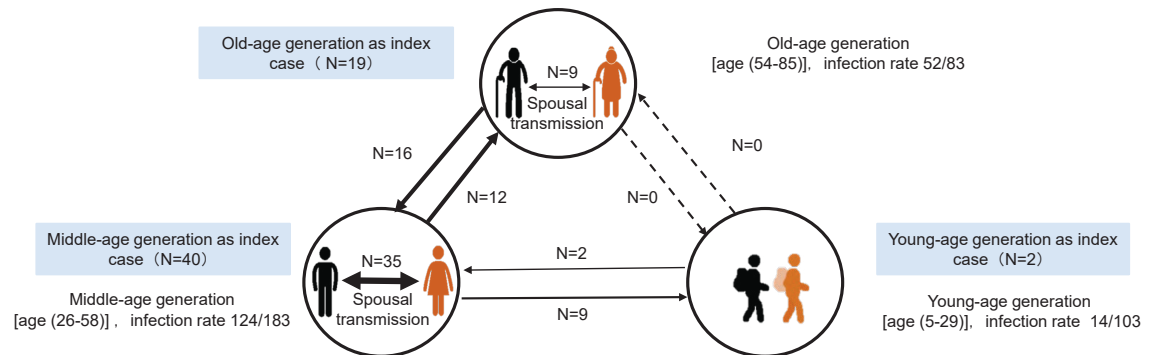 Old-age generation as index
case（ N=19）
N=9
Spousal
transmission
Old-age generation
[age (54-85)]， infection rate 52/83
N=16
N=12
N=0
N=0
Middle-age generation as index
case（N=40）
Middle-age generation
[age (26-58)]， infection rate 124/183
N=35
Spousal
transmission
N=2
N=9
Young-age generation as index
case（N=2）
Young-age generation
[age (5-29)]， infection rate 14/103